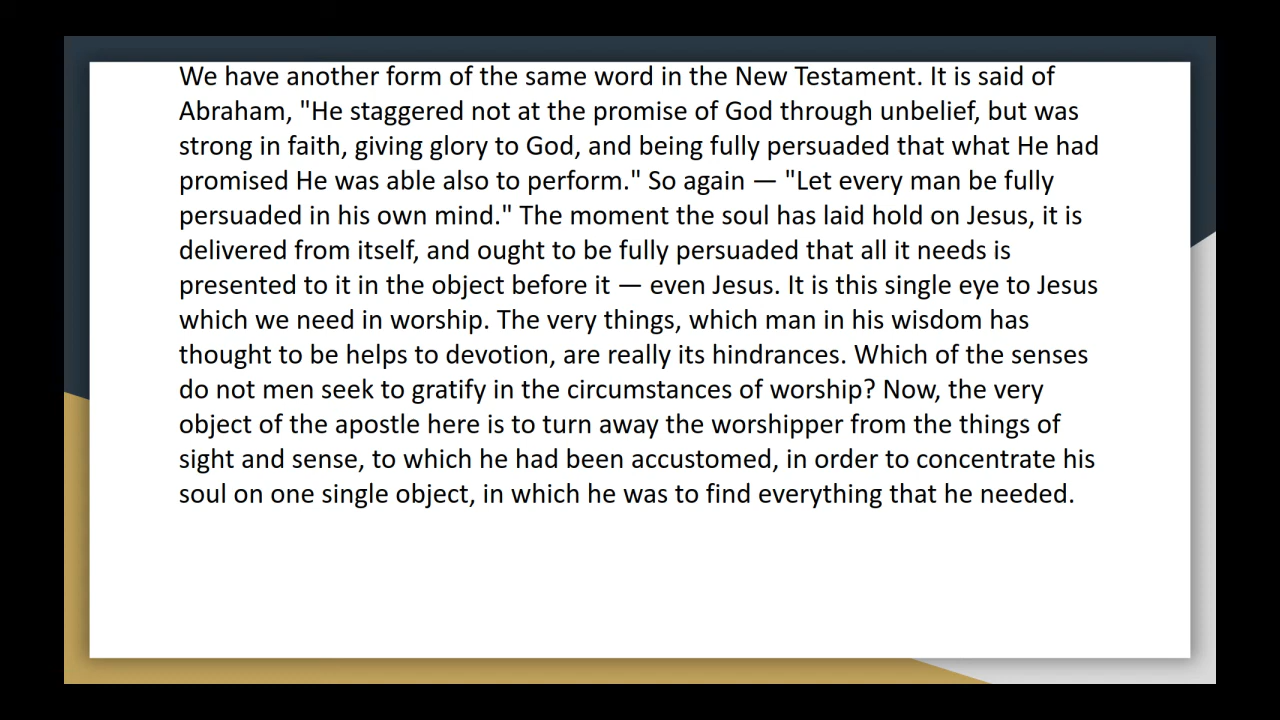 We have another form of the same word in the New Testament. It is said of
Abraham, "He staggered not at the promise of God through unbelief, but was
strong in faith, giving glory to God, and being fully persuaded that what He had
promised He was able also to perform." So again — "Let every man be fully
persuaded in his own mind." The moment the soul has laid hold on Jesus, it is
delivered from itself, and ought to be fully persuaded that all it needs is
presented to it in the object before it — even Jesus. It is this single eye to Jesus
which we need in worship. The very things, which man in his wisdom has
thought to be helps to devotion, are really its hindrances. Which of the senses
do not men seek to gratify in the circumstances of worship? Now, the very
object of the apostle here is to turn away the worshipper from the things of
sight and sense, to which he had been accustomed, in order to concentrate his
soul on one single object, in which he was to find everything that he needed.